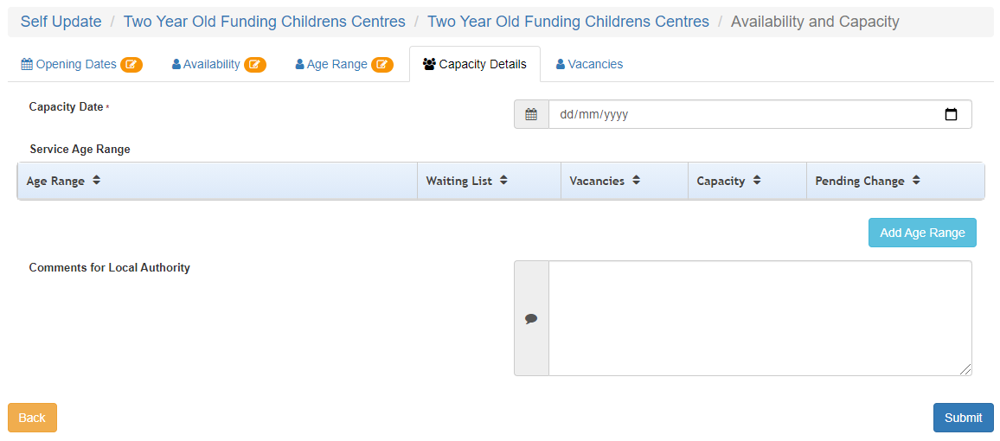 Self Update / Two Year Old Funding Childrens Centres / Two Year Old Funding Childrens Centres / Availability and Capacity
Opening Dates Availability Age Range Capacity Details Vacancies
Capacity Date * dd/mm/yyyy
Service Age Range
Age Range Waiting List Vacancies Capacity Pending Change
Add Age Range
Comments for Local Authority
Back Submit